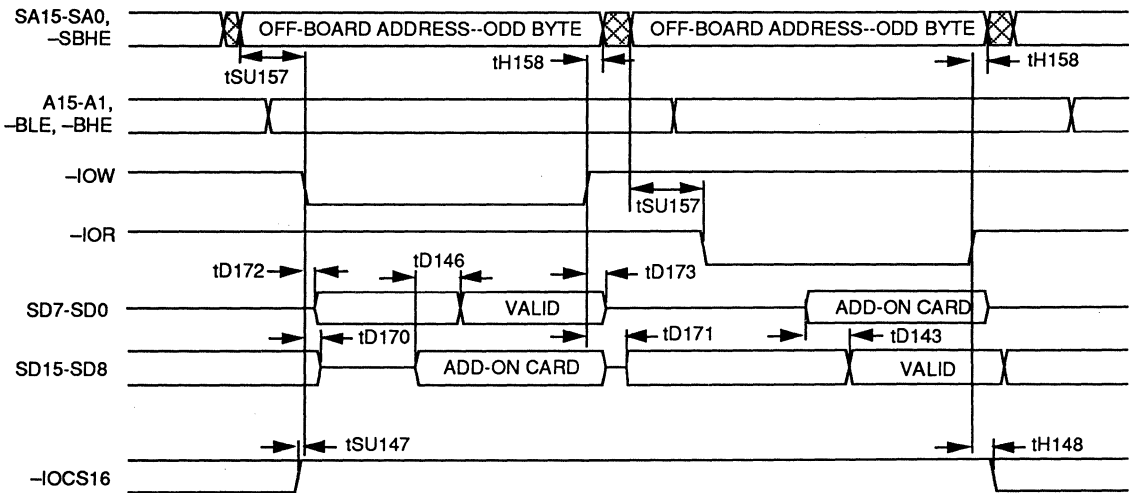 SA15-SA0,
–SBHE
OFF-BOARD ADDRESS--ODD BYTE
OFF-BOARD ADDRESS--ODD BYTE
tSU157
tH158
tH158
A15-A1,
–BLE, –BHE
–IOW
tSU157
–IOR
tD172
tD146
tD173
SD7-SD0
VALID
ADD-ON CARD
tD170
tD171
tD143
SD15-SD8
ADD-ON CARD
VALID
tSU147
tH148
–IOCS16